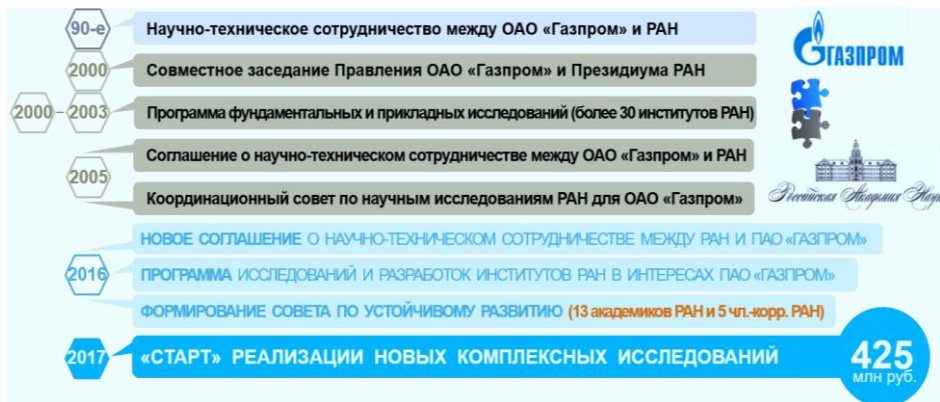 90-е Научно-техническое сотрудничество между ОАО «Газпром» и РАН
ГАЗПРОМ
2000 Совместное заседание Правления ОАО «Газпром» и Президиума РАН
2000 – 2003 Программа фундаментальных и прикладных исследований (более 30 институтов РАН)
2005 Соглашение о научно-техническом сотрудничестве между ОАО «Газпром» и РАН
Координационный совет по научным исследованиям РАН для ОАО «Газпром»
Российская Академия Наук
2016 НОВОЕ СОГЛАШЕНИЕ О НАУЧНО-ТЕХНИЧЕСКОМ СОТРУДНИЧЕСТВЕ МЕЖДУ РАН И ПАО «ГАЗПРОМ»
ПРОГРАММА ИССЛЕДОВАНИЙ И РАЗРАБОТОК ИНСТИТУТОВ РАН В ИНТЕРЕСАХ ПАО «ГАЗПРОМ»
ФОРМИРОВАНИЕ СОВЕТА ПО УСТОЙЧИВОМУ РАЗВИТИЮ (13 академиков РАН и 5 чл.-корр. РАН)
2017 «СТАРТ» РЕАЛИЗАЦИИ НОВЫХ КОМПЛЕКСНЫХ ИССЛЕДОВАНИЙ
425
млн руб.